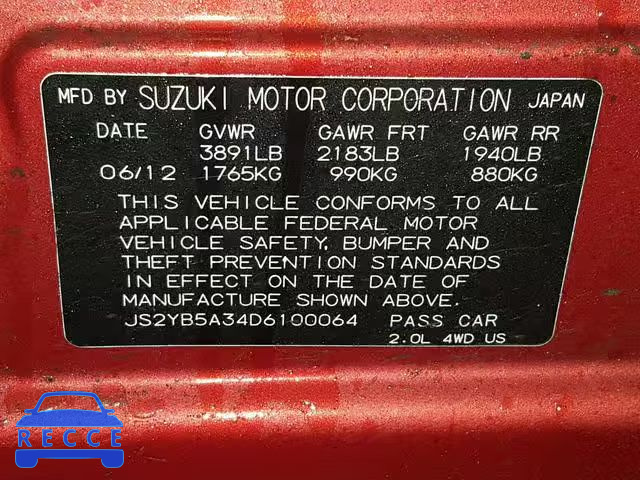 MFD BY SUZUKI MOTOR CORPORATION JAPAN
DATE GVWR GAWR FRT GAWR RR
3891LB 2183LB 1940LB
06/12 1765KG 990KG 880KG
THIS VEHICLE CONFORMS TO ALL
APPLICABLE FEDERAL MOTOR
VEHICLE SAFETY, BUMPER AND
THEFT PREVENTION STANDARDS
IN EFFECT ON THE DATE OF
MANUFACTURE SHOWN ABOVE.
JS2YB5A34D6100064 PASS CAR
2.0L 4WD US
RECCE